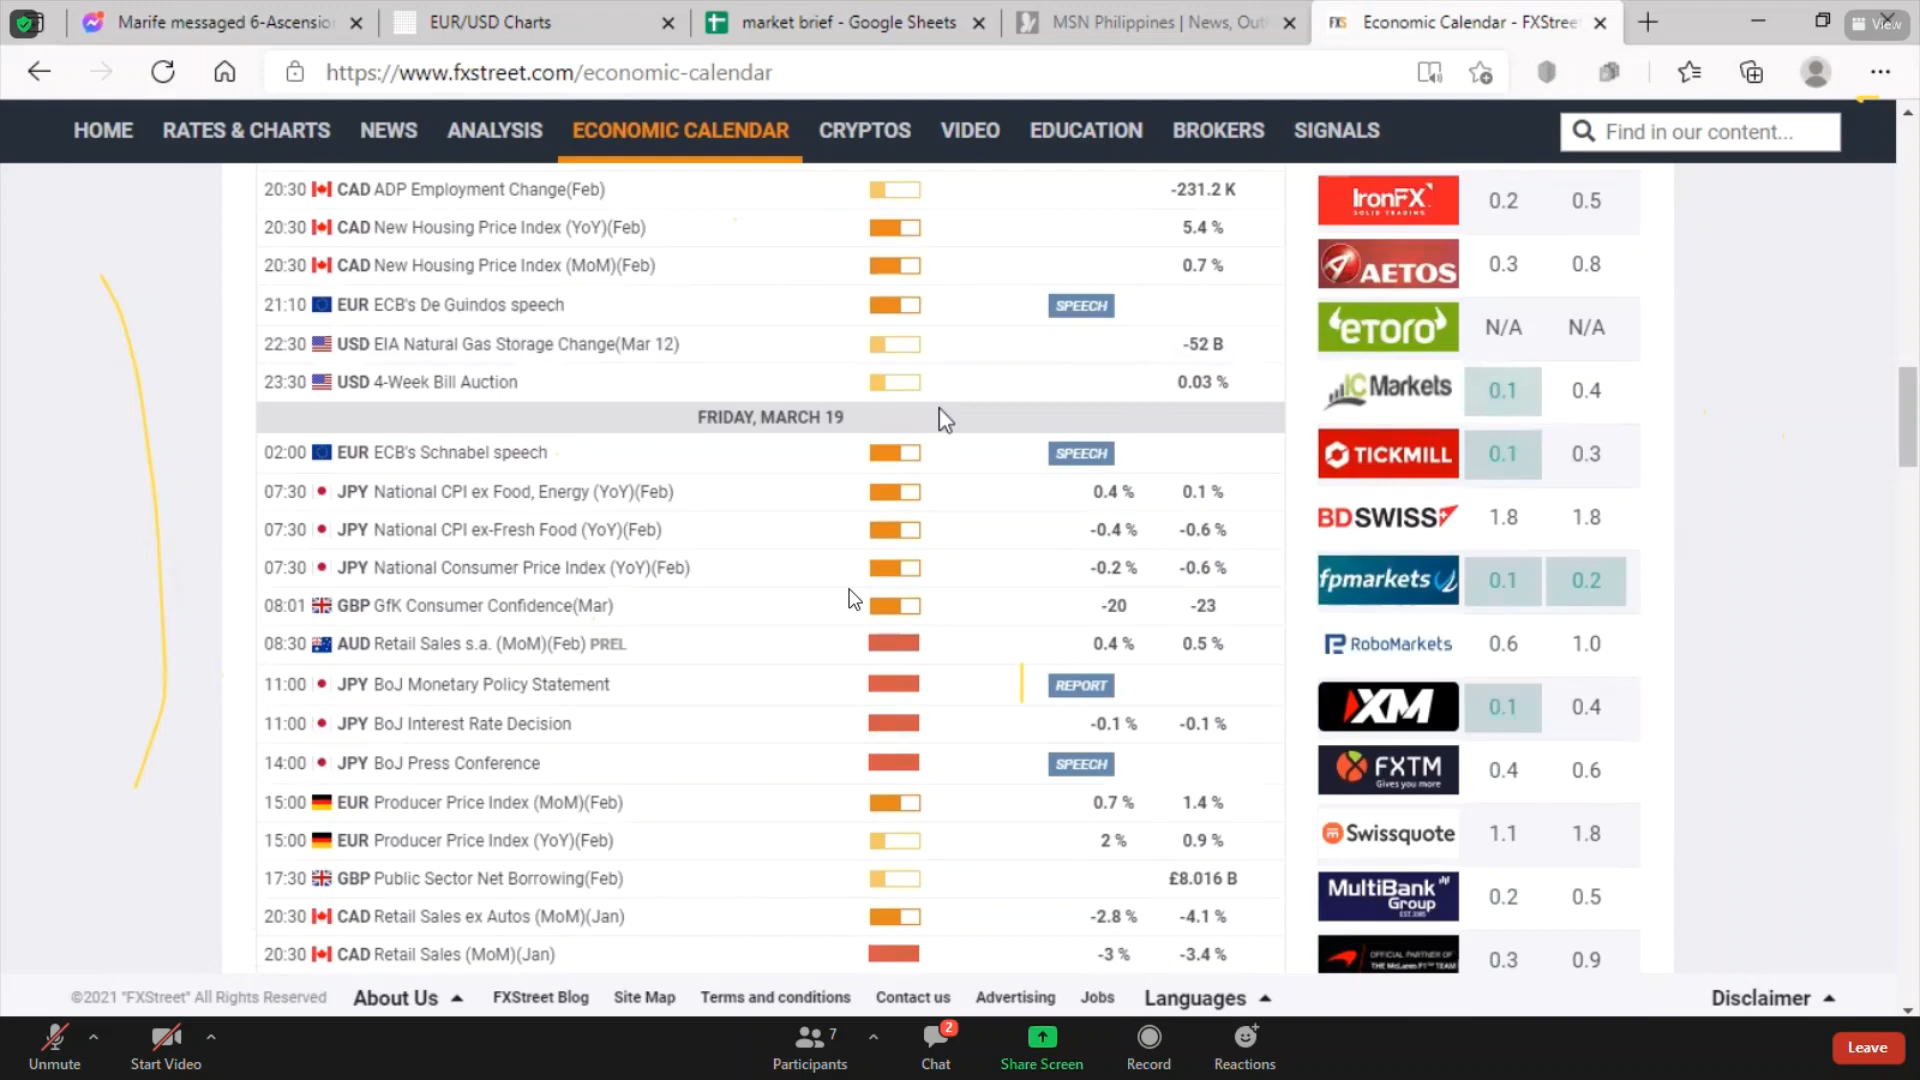 Marife messaged 6-Ascensio
EUR/USD Charts
market brief - Google Sheets
MSN Philippines | News, Out
FXS Economic Calendar - FXStree
View
https://www.fxstreet.com/economic-calendar
HOME RATES & CHARTS NEWS ANALYSIS ECONOMIC CALENDAR CRYPTOS VIDEO EDUCATION BROKERS SIGNALS Find in our content...
20:30 CAD ADP Employment Change(Feb) -231.2 K
20:30 CAD New Housing Price Index (YoY)(Feb) 5.4 %
20:30 CAD New Housing Price Index (MoM)(Feb) 0.7 %
21:10 EUR ECB's De Guindos speech SPEECH
22:30 USD EIA Natural Gas Storage Change(Mar 12) -52 B
23:30 USD 4-Week Bill Auction 0.03 %
FRIDAY, MARCH 19
02:00 EUR ECB's Schnabel speech SPEECH
07:30 JPY National CPI ex Food, Energy (YoY)(Feb) 0.4 % 0.1 %
07:30 JPY National CPI ex-Fresh Food (YoY)(Feb) -0.4 % -0.6 %
07:30 JPY National Consumer Price Index (YoY)(Feb) -0.2 % -0.6 %
08:01 GBP GfK Consumer Confidence(Mar) -20 -23
08:30 AUD Retail Sales s.a. (MoM)(Feb) PREL 0.4 % 0.5 %
11:00 JPY BoJ Monetary Policy Statement REPORT
11:00 JPY BoJ Interest Rate Decision -0.1 % -0.1 %
14:00 JPY BoJ Press Conference SPEECH
15:00 EUR Producer Price Index (MoM)(Feb) 0.7 % 1.4 %
15:00 EUR Producer Price Index (YoY)(Feb) 2 % 0.9 %
17:30 GBP Public Sector Net Borrowing(Feb) £8.016 B
20:30 CAD Retail Sales ex Autos (MoM)(Jan) -2.8 % -4.1 %
20:30 CAD Retail Sales (MoM)(Jan) -3 % -3.4 %
IronFX SOLID TRADING 0.2 0.5
AETOS 0.3 0.8
eTORO N/A N/A
IC Markets 0.1 0.4
TICKMILL 0.1 0.3
BDSWISS 1.8 1.8
fpmarkets 0.1 0.2
RoboMarkets 0.6 1.0
XM 0.1 0.4
FXTM Gives you more 0.4 0.6
Swissquote 1.1 1.8
MultiBank Group EST. 2005 0.2 0.5
OFFICIAL PARTNER OF THE McLaren F1™ TEAM 0.3 0.9
©2021 "FXStreet" All Rights Reserved About Us FXStreet Blog Site Map Terms and conditions Contact us Advertising Jobs Languages Disclaimer
7
2
Unmute Start Video Participants Chat Share Screen Record Reactions Leave